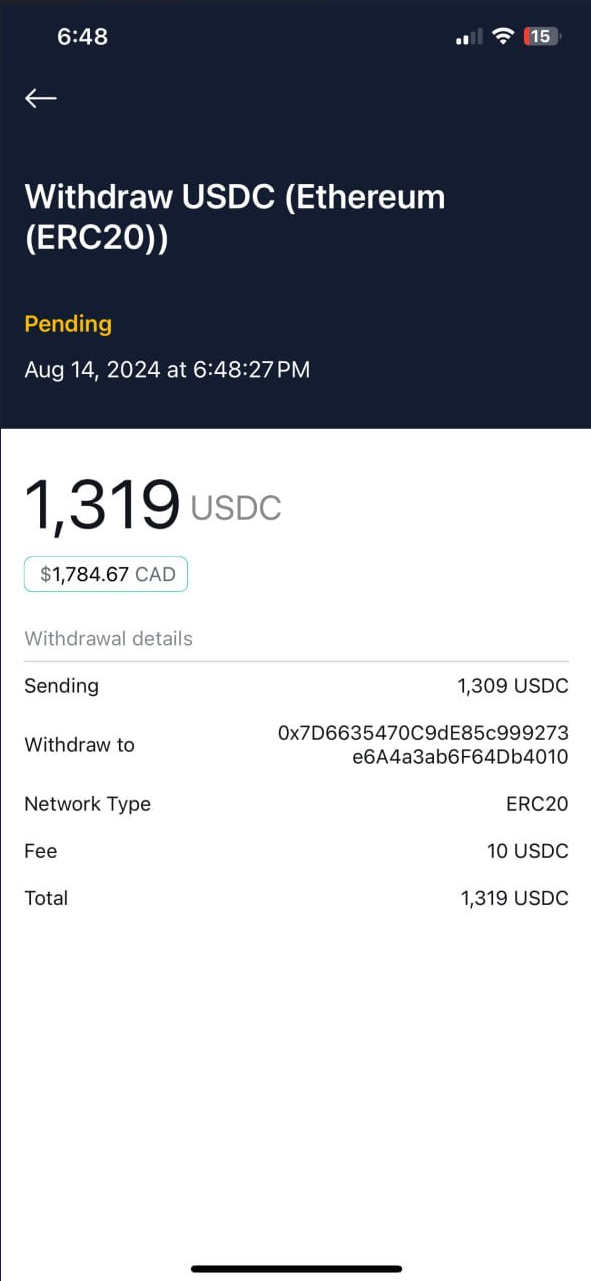 6:48
15
Withdraw USDC (Ethereum
(ERC20))
Pending
Aug 14, 2024 at 6:48:27 PM
1,319 USDC
$1,784.67 CAD
Withdrawal details
Sending 1,309 USDC
Withdraw to 0x7D6635470C9dE85c999273
e6A4a3ab6F64Db4010
Network Type ERC20
Fee 10 USDC
Total 1,319 USDC